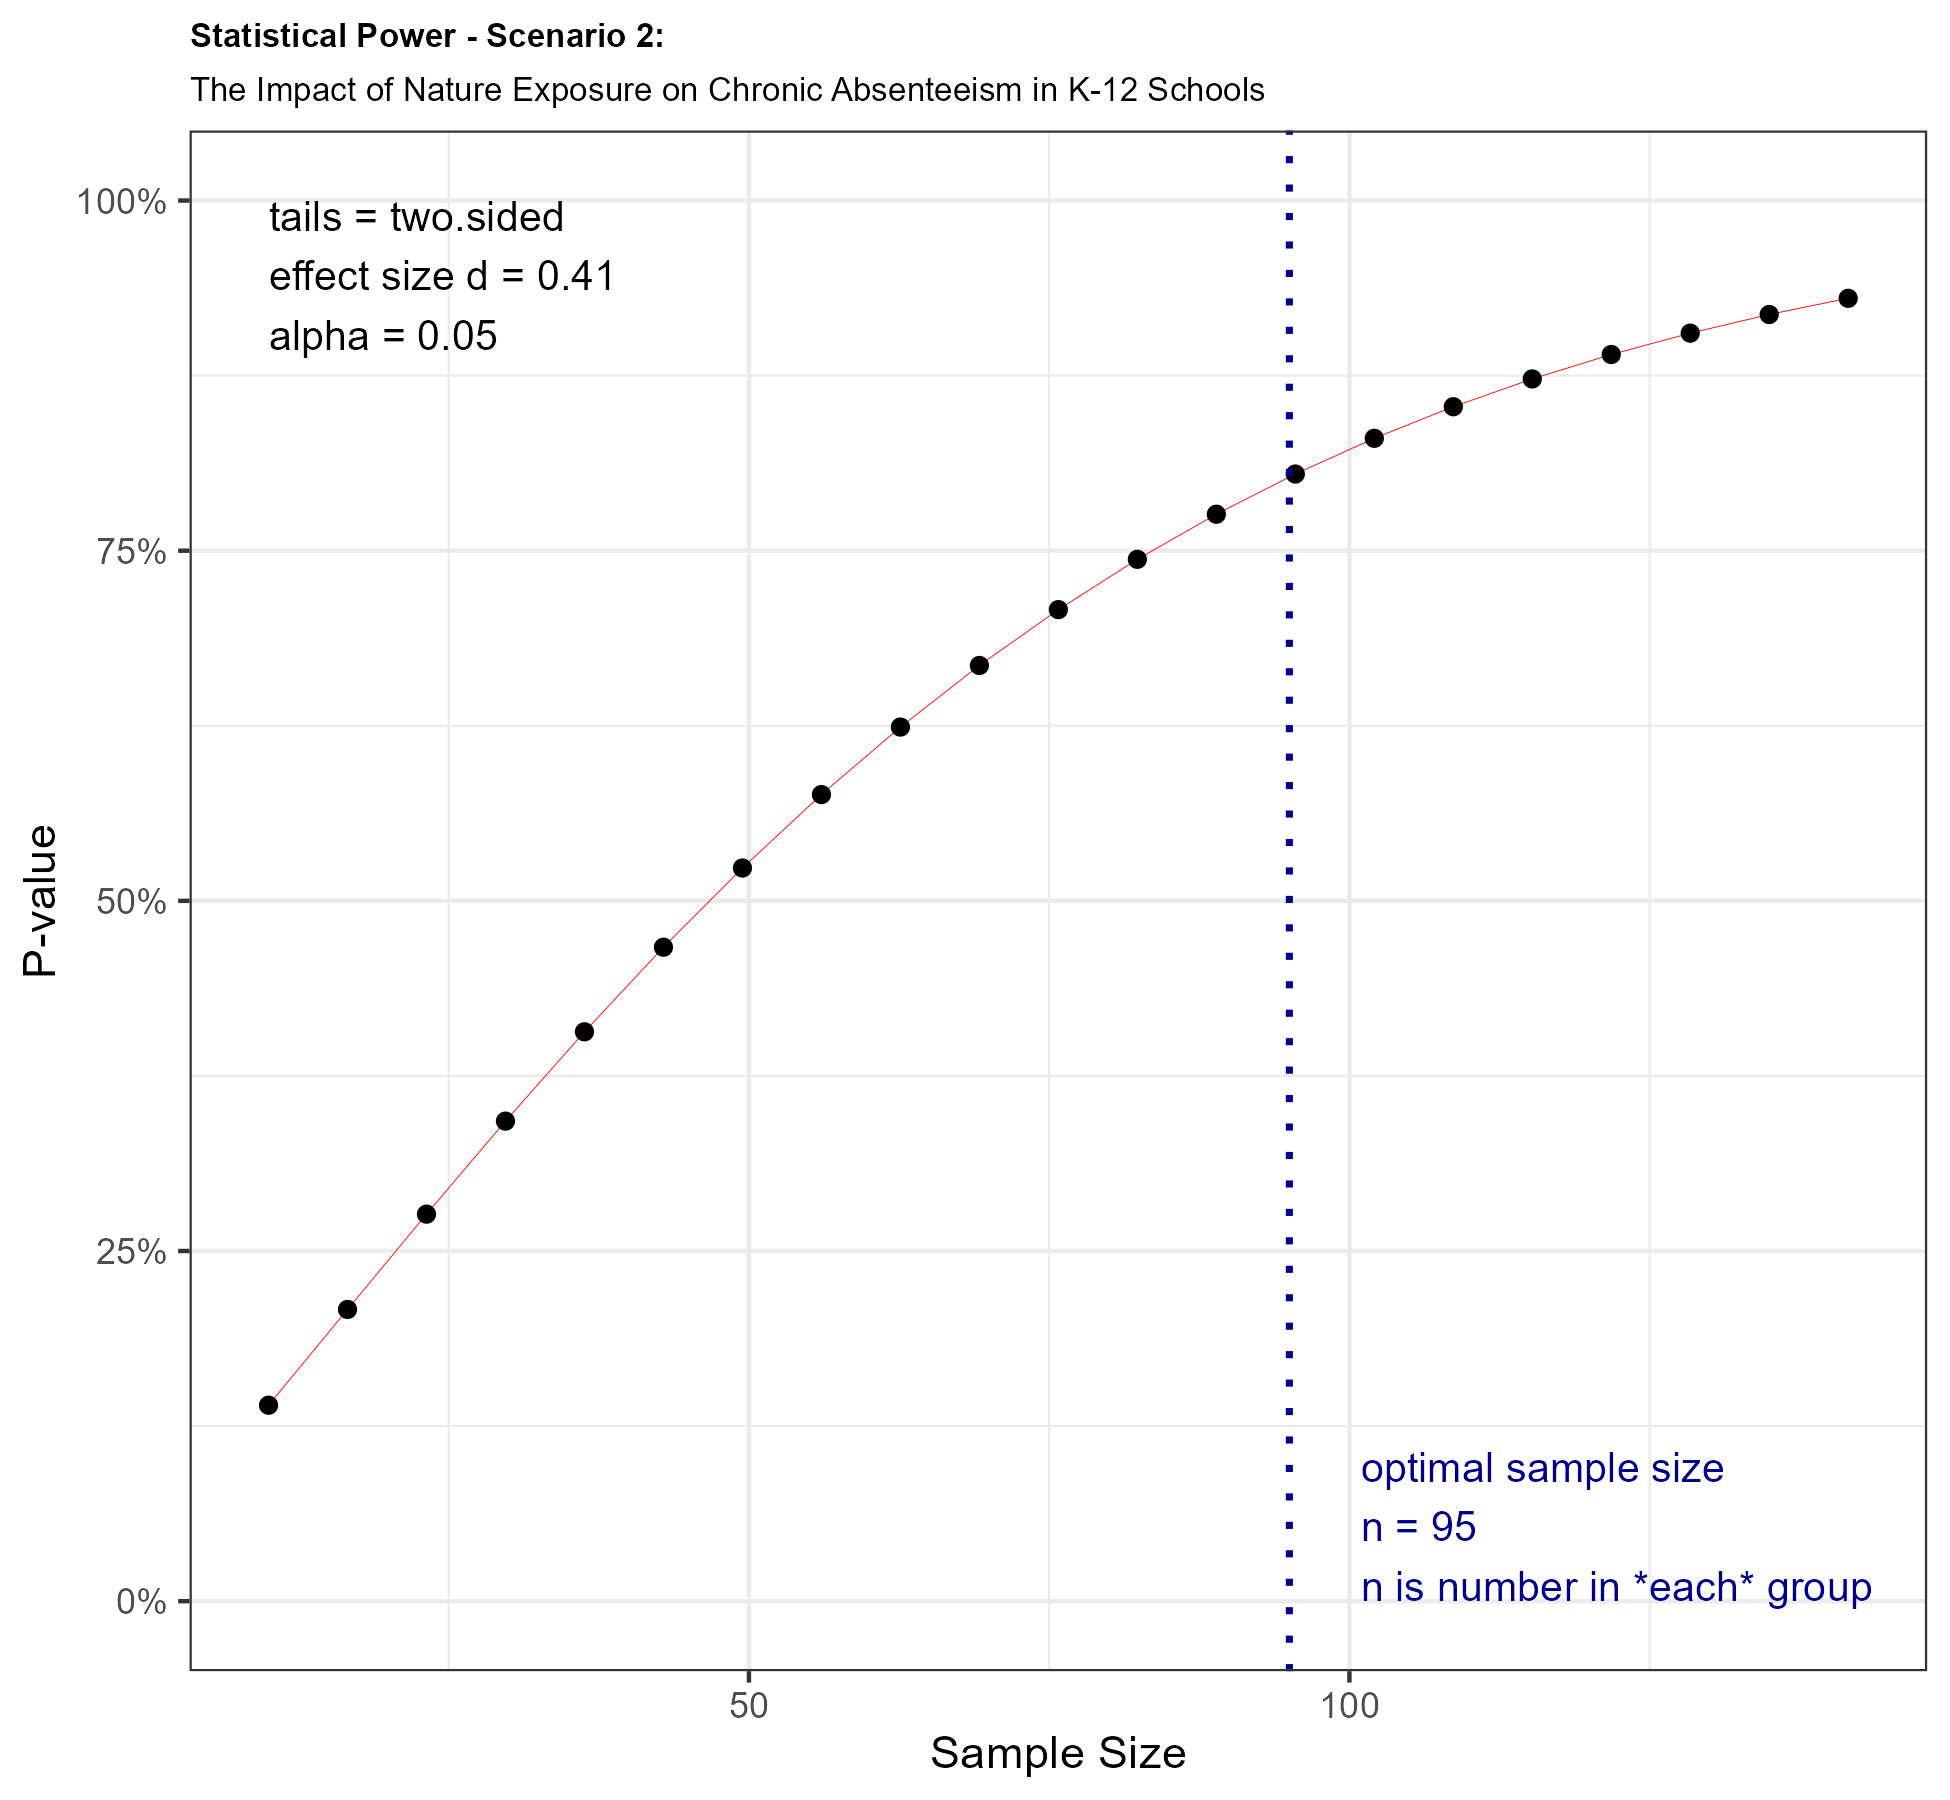 Statistical Power - Scenario 2:
The Impact of Nature Exposure on Chronic Absenteeism in K-12 Schools
100%
75%
50%
25%
0%
P-value
tails = two.sided
effect size d = 0.41
alpha = 0.05
optimal sample size
n = 95
n is number in *each* group
50
100
Sample Size